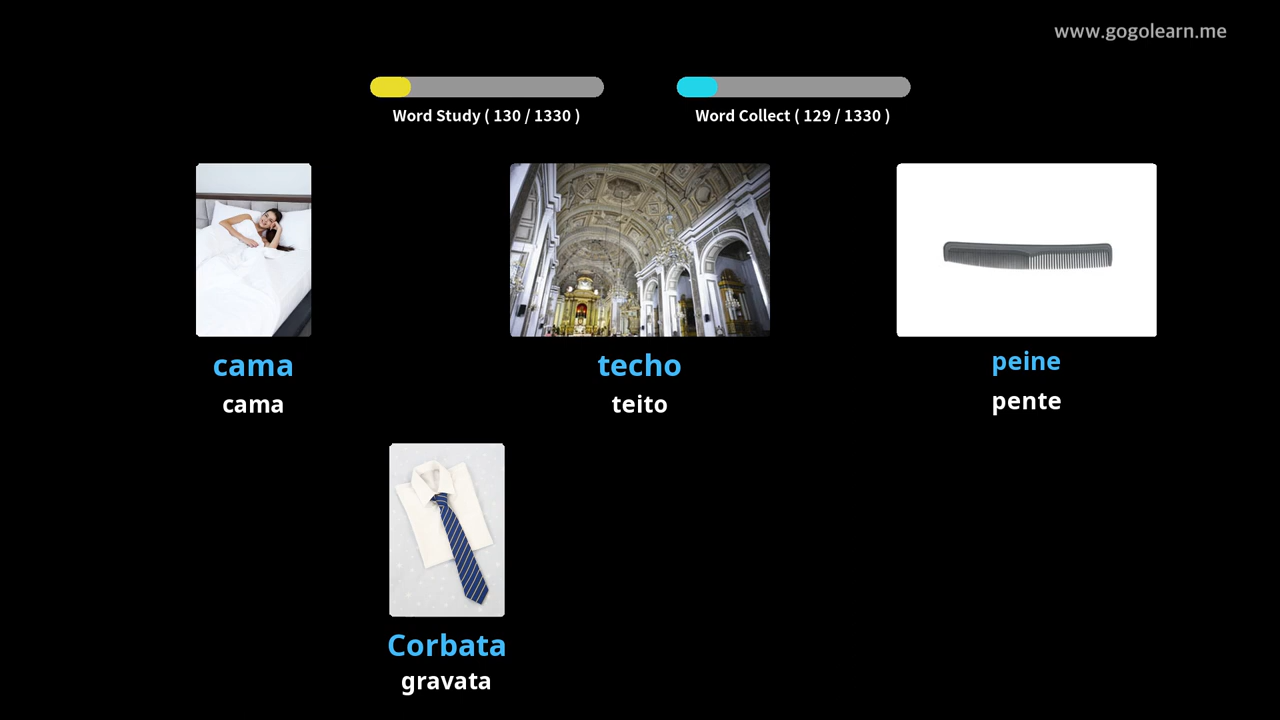 www.gogolearn.me
Word Study ( 130 / 1330 )
Word Collect ( 129 / 1330 )
cama
cama
techo
teito
peine
pente
Corbata
gravata